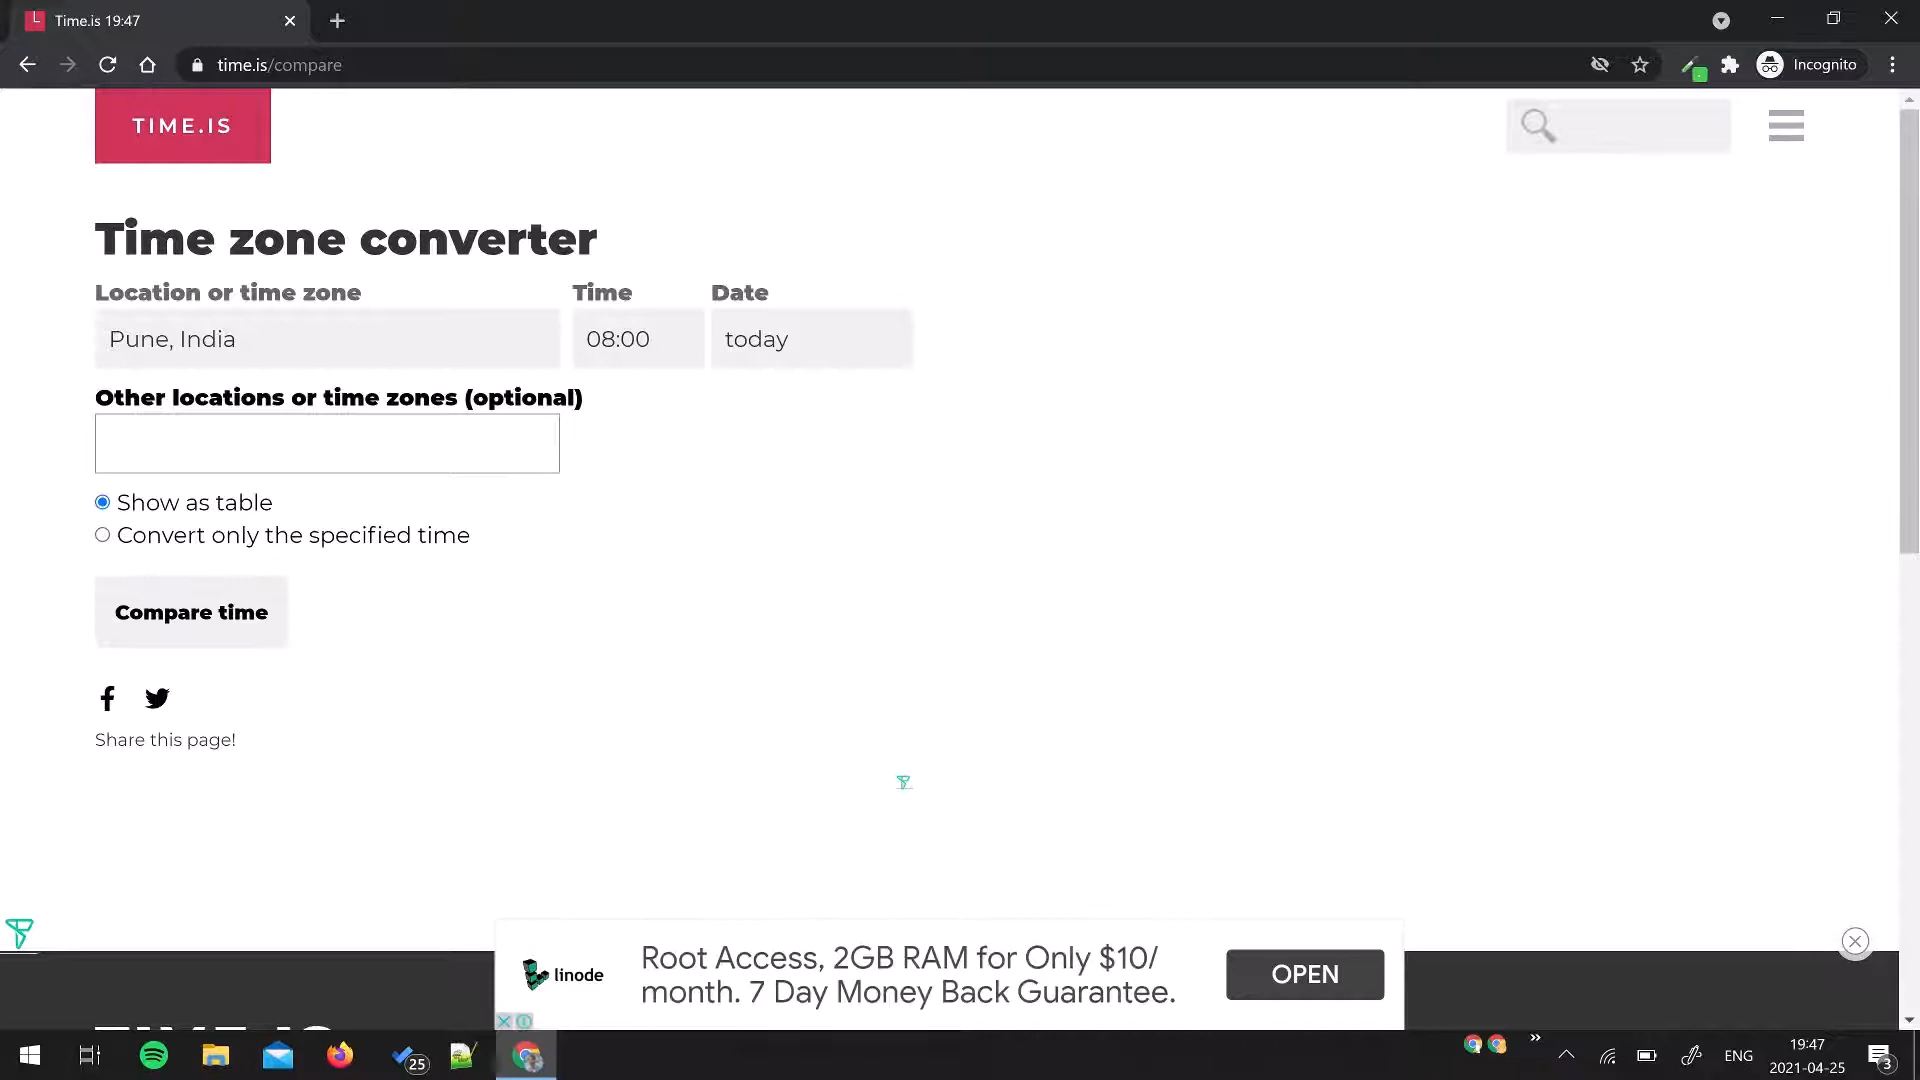 Time.is 19:47
time.is/compare
Incognito
TIME.IS
Time zone converter
Location or time zone Time Date
Pune, India 08:00 today
Other locations or time zones (optional)
Show as table
Convert only the specified time
Compare time
Share this page!
linode
Root Access, 2GB RAM for Only $10/
month. 7 Day Money Back Guarantee.
OPEN
TIME.IS
25
ENG
19:47
2021-04-25
3